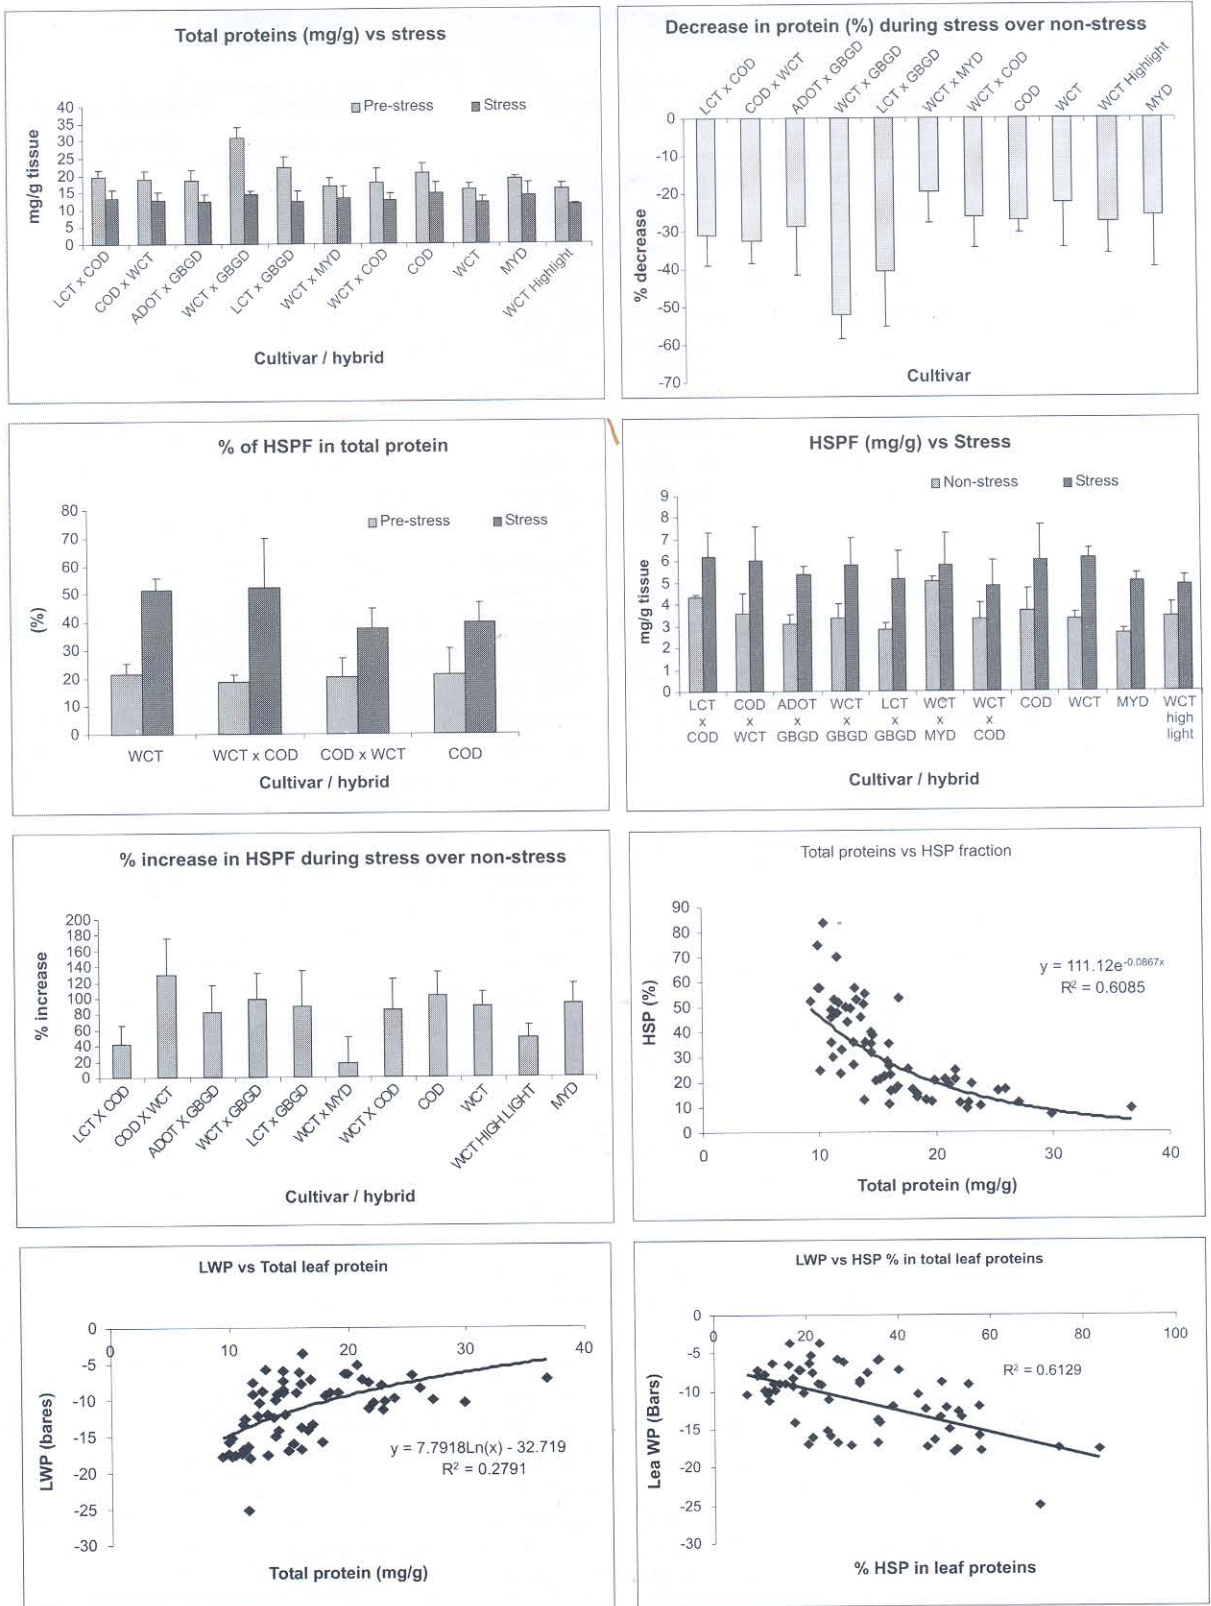 Total proteins (mg/g) vs stress
Pre-stress Stress
40
35
30
25
20
15
10
5
0
mg/g tissue
LCT x COD
COD x WCT
ADOT x GBGD
WCT x GBGD
LCT x GBGD
WCT x MYD
WCT x COD
COD
WCT
MYD
WCT Highlight
Cultivar / hybrid
Decrease in protein (%) during stress over non-stress
LCT x COD
COD x WCT
ADOT x GBGD
WCT x GBGD
LCT x GBGD
WCT x MYD
WCT x COD
COD
WCT
WCT Highlight
MYD
0
-10
-20
-30
-40
-50
-60
-70
% decrease
Cultivar
% of HSPF in total protein
Pre-stress Stress
80
70
60
50
40
30
20
10
0
(%)
WCT WCT x COD COD x WCT COD
Cultivar / hybrid
HSPF (mg/g) vs Stress
Non-stress Stress
9
8
7
6
5
4
3
2
1
0
mg/g tissue
LCT COD ADOT WCT LCT WCT WCT COD WCT MYD WCT
x x x x x x x high
COD WCT GBGD GBGD GBGD MYD COD light
Cultivar / hybrid
% increase in HSPF during stress over non-stress
200
180
160
140
120
100
80
60
40
20
0
% increase
LCT X COD
COD X WCT
ADOT X GBGD
WCT x GBGD
LCT x GBGD
WCT x MYD
WCT X COD
COD
WCT
WCT HIGH LIGHT
MYD
Cultivar / hybrid
Total proteins vs HSP fraction
90
80
70
60
50
40
30
20
10
0
HSP (%)
y = 111.12e-0.0867x
R² = 0.6085
0 10 20 30 40
Total protein (mg/g)
LWP vs Total leaf protein
0 10 20 30 40
0
-5
-10
-15
-20
-25
-30
LWP (bares)
y = 7.7918Ln(x) - 32.719
R² = 0.2791
Total protein (mg/g)
LWP vs HSP % in total leaf proteins
0 20 40 60 80 100
0
-5
-10
-15
-20
-25
-30
Lea WP (Bars)
R² = 0.6129
% HSP in leaf proteins